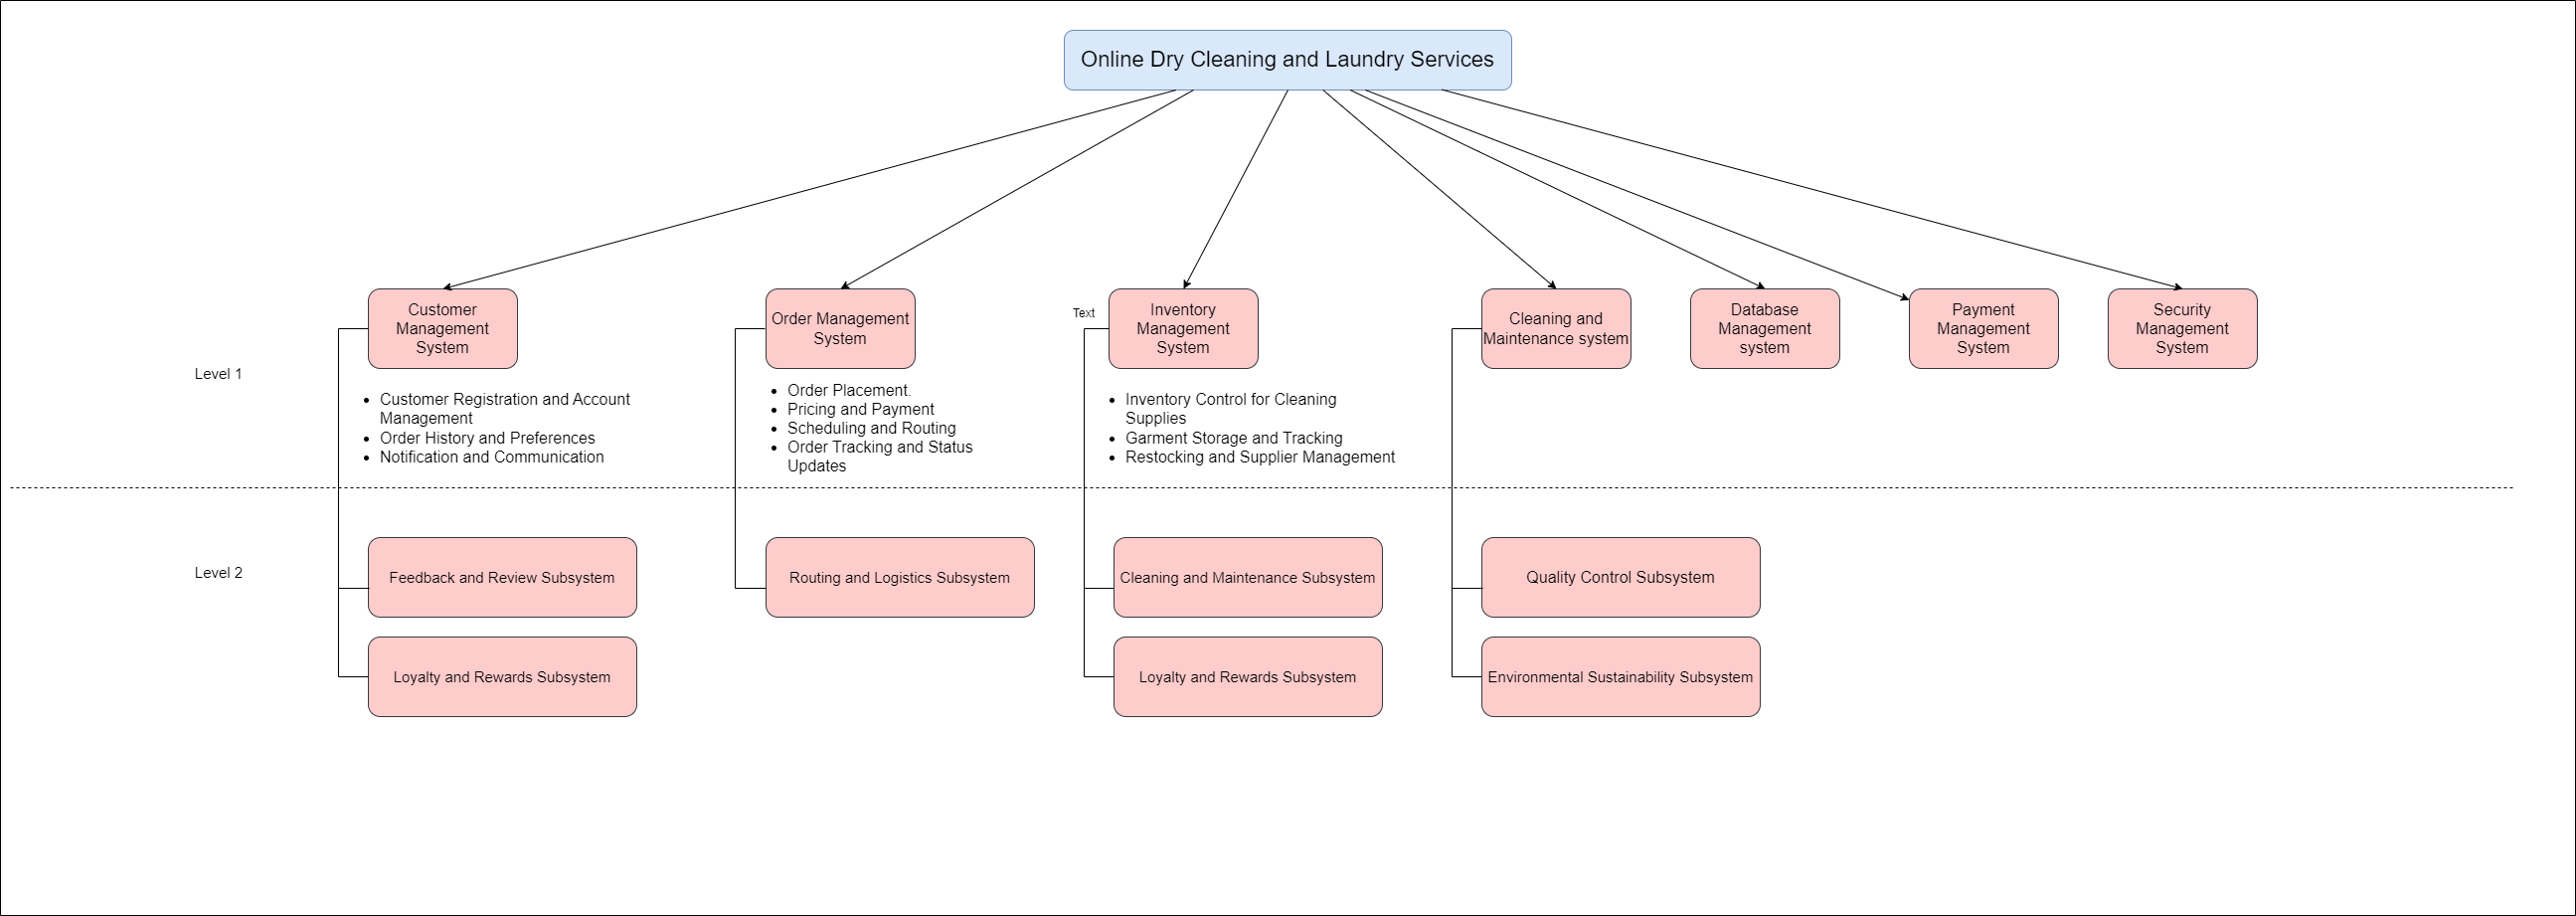 Online Dry Cleaning and Laundry Services
Customer
Management
System
Order Management
System
Text
Inventory
Management
System
Cleaning and
Maintenance system
Database
Management
system
Payment
Management
System
Security
Management
System
Level 1
• Customer Registration and Account
Management
• Order History and Preferences
• Notification and Communication
• Order Placement.
• Pricing and Payment
• Scheduling and Routing
• Order Tracking and Status
Updates
• Inventory Control for Cleaning
Supplies
• Garment Storage and Tracking
• Restocking and Supplier Management
Level 2
Feedback and Review Subsystem
Routing and Logistics Subsystem
Cleaning and Maintenance Subsystem
Quality Control Subsystem
Loyalty and Rewards Subsystem
Loyalty and Rewards Subsystem
Environmental Sustainability Subsystem